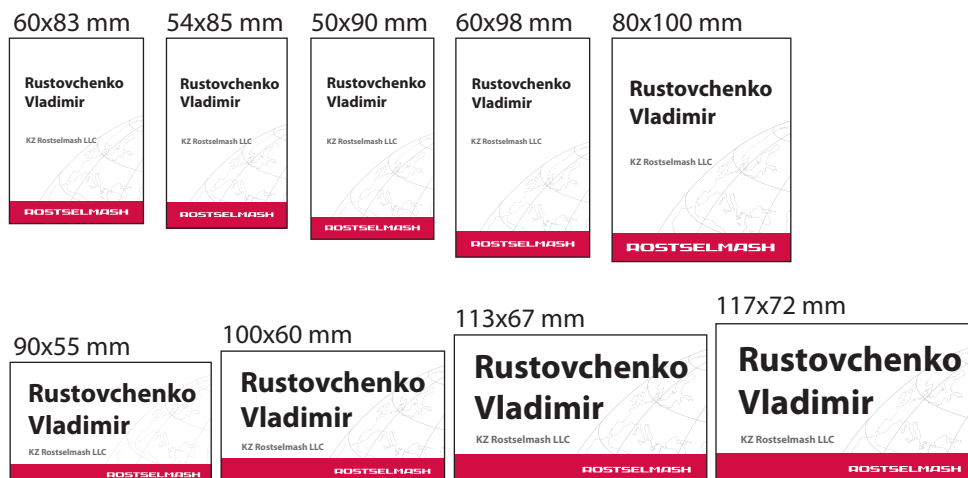 60x83 mm
Rustovchenko
Vladimir
KZ Rostselmash LLC
ROSTSELMASH
54x85 mm
Rustovchenko
Vladimir
KZ Rostselmash LLC
ROSTSELMASH
50x90 mm
Rustovchenko
Vladimir
KZ Rostselmash LLC
ROSTSELMASH
60x98 mm
Rustovchenko
Vladimir
KZ Rostselmash LLC
ROSTSELMASH
80x100 mm
Rustovchenko
Vladimir
KZ Rostselmash LLC
ROSTSELMASH
90x55 mm
Rustovchenko
Vladimir
KZ Rostselmash LLC
ROSTSELMASH
100x60 mm
Rustovchenko
Vladimir
KZ Rostselmash LLC
ROSTSELMASH
113x67 mm
Rustovchenko
Vladimir
KZ Rostselmash LLC
ROSTSELMASH
117x72 mm
Rustovchenko
Vladimir
KZ Rostselmash LLC
ROSTSELMASH